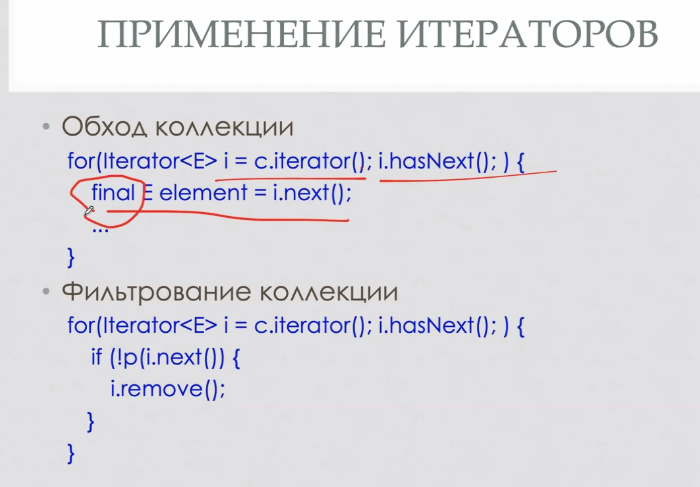 ПРИМЕНЕНИЕ ИТЕРАТОРОВ
• Обход коллекции
for(Iterator<E> i = c.iterator(); i.hasNext(); ) {
final E element = i.next();
...
}
• Фильтрование коллекции
for(Iterator<E> i = c.iterator(); i.hasNext(); ) {
if (!p(i.next()) {
i.remove();
}
}